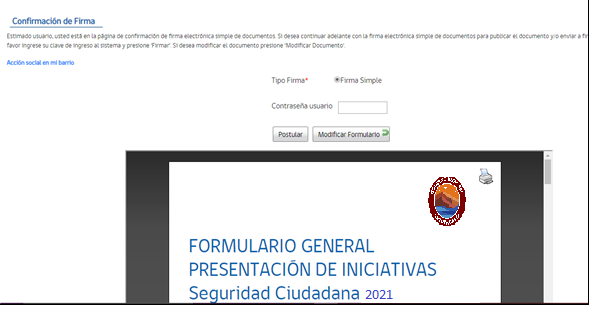 Confirmación de Firma
Estimado usuario, usted está en la página de confirmación de firma electrónica simple de documentos. Si desea continuar adelante con la firma electrónica simple de documentos para publicar el documento y/o enviar a fir
favor ingrese su clave de ingreso al sistema y presione 'Firmar'. Si desea modificar el documento presione 'Modificar Documento'.
Acción social en mi barrio
Tipo Firma* Firma Simple
Contraseña usuario
Postular Modificar Formulario
FORMULARIO GENERAL
PRESENTACIÓN DE INICIATIVAS
Seguridad Ciudadana 2021